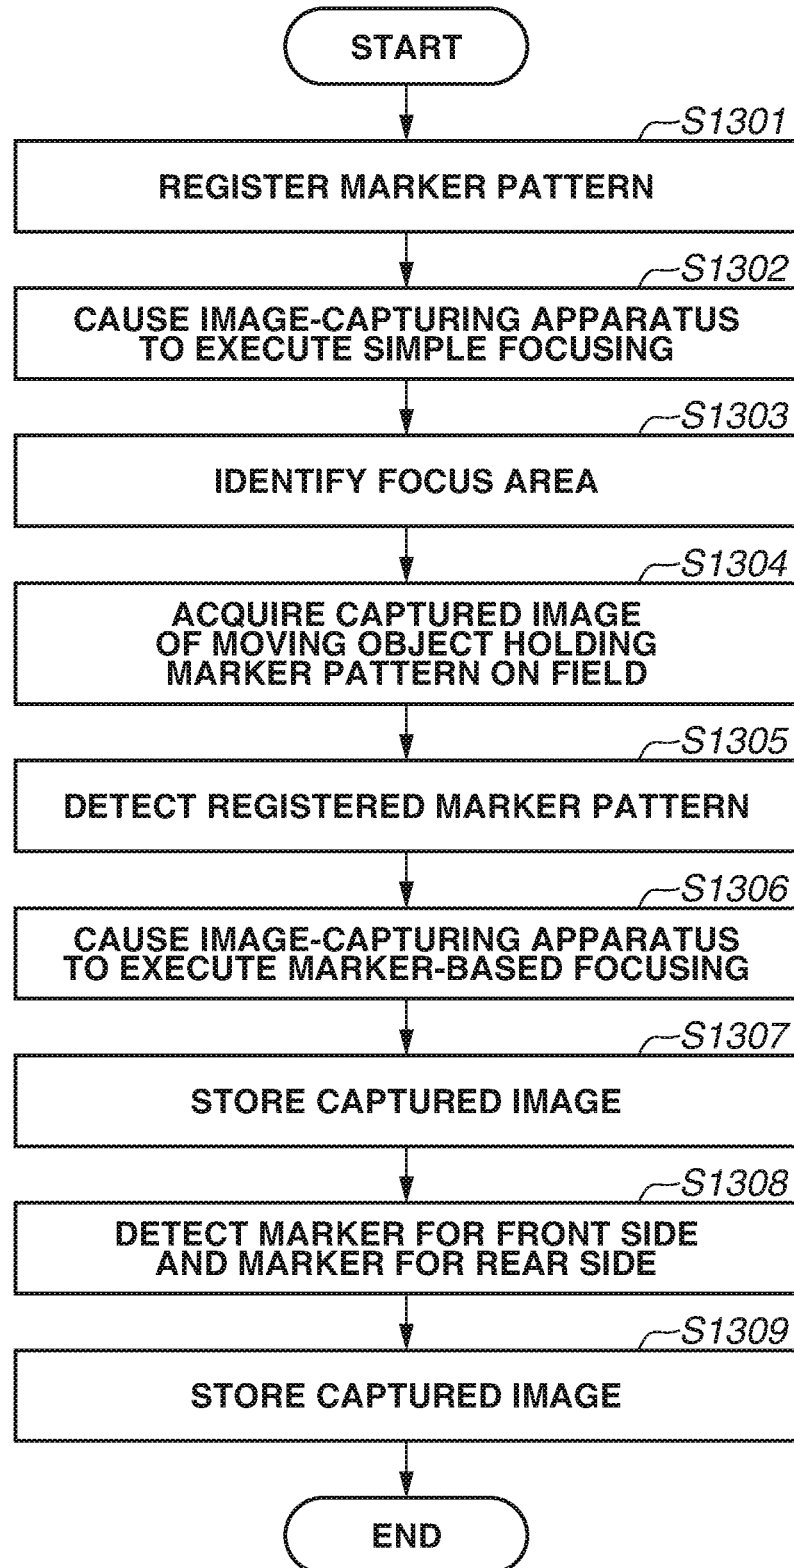 START
S1301
REGISTER MARKER PATTERN
S1302
CAUSE IMAGE-CAPTURING APPARATUS
TO EXECUTE SIMPLE FOCUSING
S1303
IDENTIFY FOCUS AREA
S1304
ACQUIRE CAPTURED IMAGE
OF MOVING OBJECT HOLDING
MARKER PATTERN ON FIELD
S1305
DETECT REGISTERED MARKER PATTERN
S1306
CAUSE IMAGE-CAPTURING APPARATUS
TO EXECUTE MARKER-BASED FOCUSING
S1307
STORE CAPTURED IMAGE
S1308
DETECT MARKER FOR FRONT SIDE
AND MARKER FOR REAR SIDE
S1309
STORE CAPTURED IMAGE
END